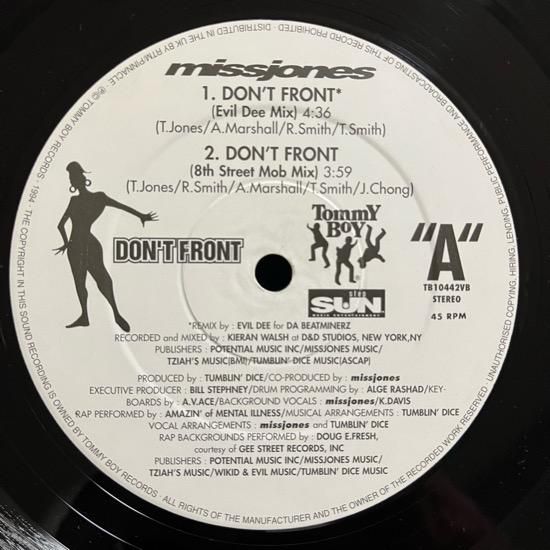 missjones
1. DON'T FRONT*
(Evil Dee Mix) 4:36
(T.Jones/A.Marshall/R.Smith/T.Smith)
2. DON'T FRONT
(8th Street Mob Mix) 3:59
(T.Jones/R.Smith/A.Marshall/T.Smith/J.Chong)
DON'T FRONT
TOMMY
BOY
step
SUN
MUSIC ENTERTAINMENT
"A"
TB10442VB
STEREO
45 RPM
*REMIX by : EVIL DEE for DA BEATMINERZ
RECORDED and MIXED by : KIERAN WALSH at D&D STUDIOS, NEW YORK,NY
PUBLISHERS : POTENTIAL MUSIC INC/MISSJONES MUSIC/
TZIAH'S MUSIC(BMI)/TUMBLIN' DICE MUSIC(ASCAP)
PRODUCED by : TUMBLIN' DICE/CO-PRODUCED by : missjones
EXECUTIVE PRODUCER : BILL STEPHNEY/DRUM PROGRAMMING by : ALGE RASHAD/KEY-
BOARDS by : A.V.ACE/BACKGROUND VOCALS : missjones/K.DAVIS
RAP PERFORMED by : AMAZIN' of MENTAL ILLNESS/MUSICAL ARRANGEMENTS : TUMBLIN' DICE
VOCAL ARRANGEMENTS : missjones and TUMBLIN' DICE
RAP BACKGROUNDS PERFORMED by : DOUG E.FRESH,
courtesy of GEE STREET RECORDS, INC
PUBLISHERS : POTENTIAL MUSIC INC/MISSJONES MUSIC/
TZIAH'S MUSIC/WIKID & EVIL MUSIC/TUMBLIN' DICE MUSIC
℗ TOMMY BOY RECORDS - 1994 - THE COPYRIGHT IN THIS SOUND RECORDING IS OWNED BY TOMMY BOY RECORDS - ALL RIGHTS OF THE MANUFACTURER AND THE OWNER OF THE RECORDED WORK RESERVED - UNAUTHORISED COPYING, HIRING, LENDING, PUBLIC PERFORMANCE AND BROADCASTING OF THIS RECORD PROHIBITED - DISTRIBUTED IN THE UK BY RTM/PINNACLE